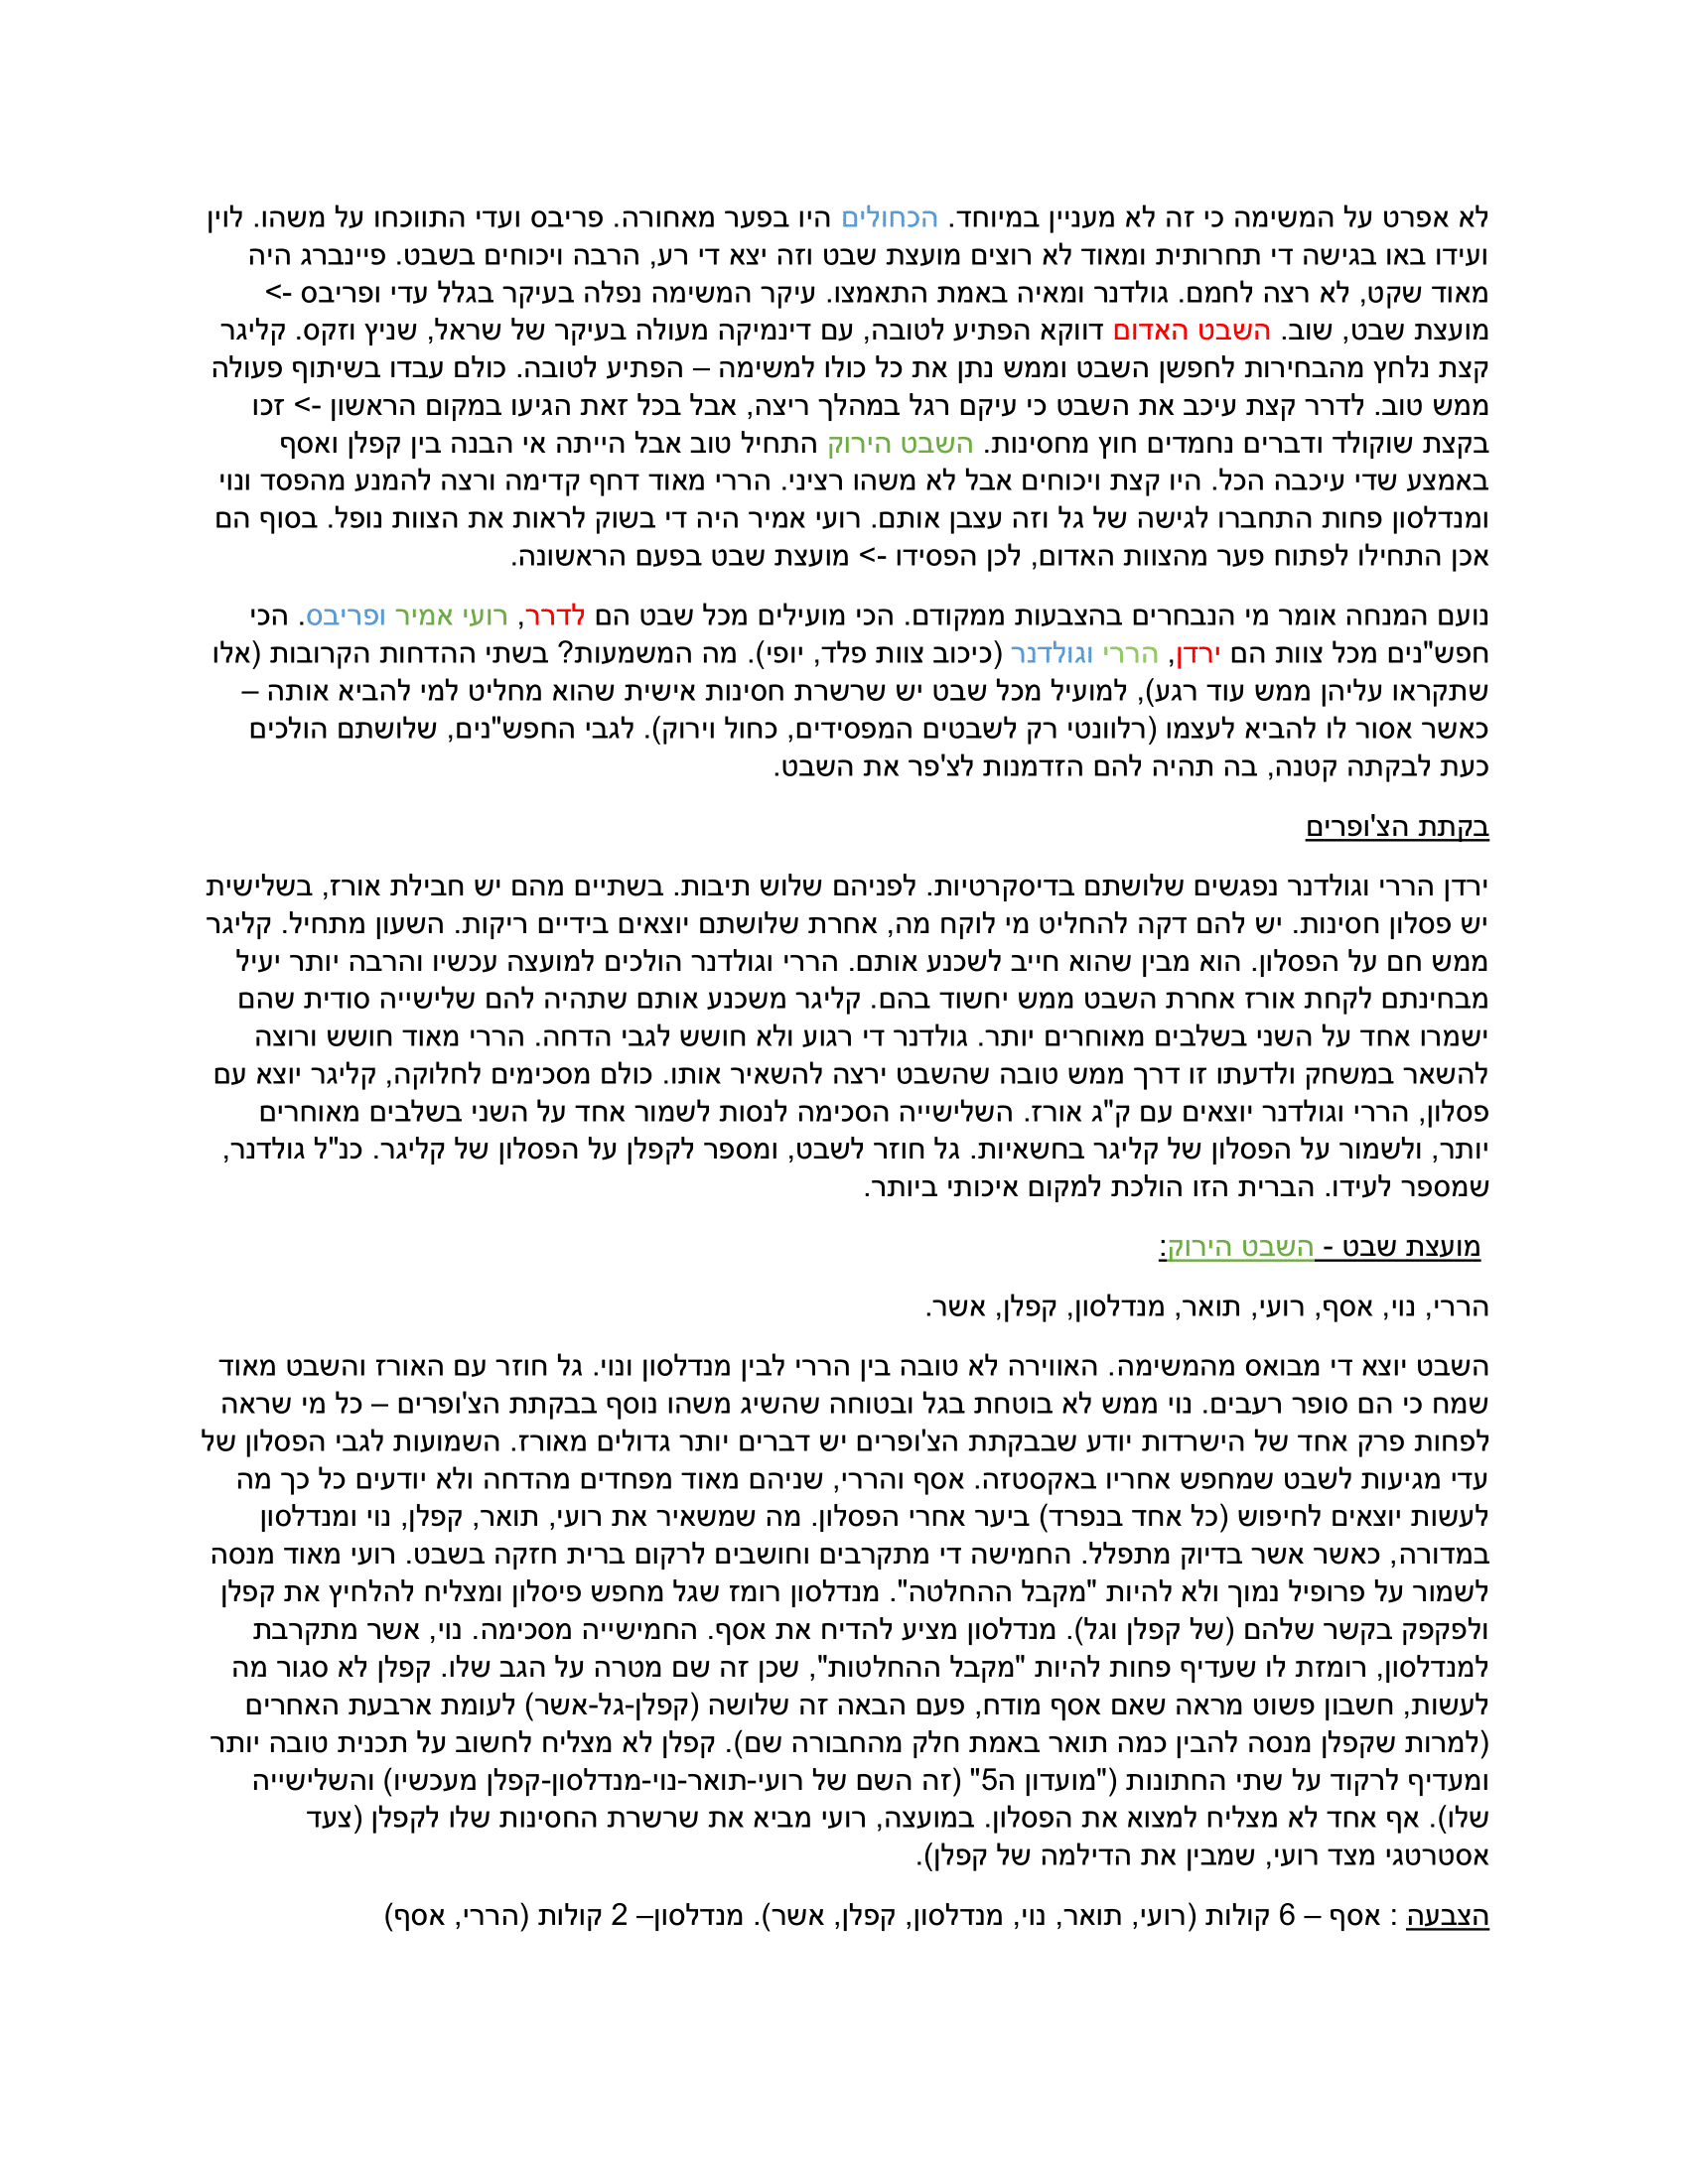 לא אפרט על המשימה כי זה לא מעניין במיוחד. הכחולים היו בפער מאחורה. פריבס ועדי התווכחו על משהו. לוין
ועידו באו בגישה די תחרותית ומאוד לא רוצים מועצת שבט וזה יצא די רע, הרבה ויכוחים בשבט. פיינברג היה
מאוד שקט, לא רצה לחמם. גולדנר ומאיה באמת התאמצו. עיקר המשימה נפלה בעיקר בגלל עדי ופריבס ->
מועצת שבט, שוב. השבט האדום דווקא הפתיע לטובה, עם דינמיקה מעולה בעיקר של שראל, שניץ וזקס. קליגר
קצת נלחץ מהבחירות לחפשן השבט וממש נתן את כל כולו למשימה – הפתיע לטובה. כולם עבדו בשיתוף פעולה
ממש טוב. לדרר קצת עיכב את השבט כי עיקם רגל במהלך ריצה, אבל בכל זאת הגיעו במקום הראשון -> זכו
בקצת שוקולד ודברים נחמדים חוץ מחסינות. השבט הירוק התחיל טוב אבל הייתה אי הבנה בין קפלן ואסף
באמצע שדי עיכבה הכל. היו קצת ויכוחים אבל לא משהו רציני. הררי מאוד דחף קדימה ורצה להמנע מהפסד ונוי
ומנדלסון פחות התחברו לגישה של גל וזה עצבן אותם. רועי אמיר היה די בשוק לראות את הצוות נופל. בסוף הם
אכן התחילו לפתוח פער מהצוות האדום, לכן הפסידו -> מועצת שבט בפעם הראשונה.
נועם המנחה אומר מי הנבחרים בהצבעות ממקודם. הכי מועילים מכל שבט הם לדרר, רועי אמיר ופריבס. הכי
חפש"נים מכל צוות הם ירדן, הררי וגולדנר (כיכוב צוות פלד, יופי). מה המשמעות? בשתי ההדחות הקרובות (אלו
שתקראו עליהן ממש עוד רגע), למועיל מכל שבט יש שרשרת חסינות אישית שהוא מחליט למי להביא אותה –
כאשר אסור לו להביא לעצמו (רלוונטי רק לשבטים המפסידים, כחול וירוק). לגבי החפש"נים, שלושתם הולכים
כעת לבקתה קטנה, בה תהיה להם הזדמנות לצ'פר את השבט.
בקתת הצ'ופרים
ירדן הררי וגולדנר נפגשים שלושתם בדיסקרטיות. לפניהם שלוש תיבות. בשתיים מהם יש חבילת אורז, בשלישית
יש פסלון חסינות. יש להם דקה להחליט מי לוקח מה, אחרת שלושתם יוצאים בידיים ריקות. השעון מתחיל. קליגר
ממש חם על הפסלון. הוא מבין שהוא חייב לשכנע אותם. הררי וגולדנר הולכים למועצה עכשיו והרבה יותר יעיל
מבחינתם לקחת אורז אחרת השבט ממש יחשוד בהם. קליגר משכנע אותם שתהיה להם שלישייה סודית שהם
ישמרו אחד על השני בשלבים מאוחרים יותר. גולדנר די רגוע ולא חושש לגבי הדחה. הררי מאוד חושש ורוצה
להשאר במשחק ולדעתו זו דרך ממש טובה שהשבט ירצה להשאיר אותו. כולם מסכימים לחלוקה, קליגר יוצא עם
פסלון, הררי וגולדנר יוצאים עם ק"ג אורז. השלישייה הסכימה לנסות לשמור אחד על השני בשלבים מאוחרים
יותר, ולשמור על הפסלון של קליגר בחשאיות. גל חוזר לשבט, ומספר לקפלן על הפסלון של קליגר. כנ"ל גולדנר,
שמספר לעידו. הברית הזו הולכת למקום איכותי ביותר.
מועצת שבט - השבט הירוק:
הררי, נוי, אסף, רועי, תואר, מנדלסון, קפלן, אשר.
השבט יוצא די מבואס מהמשימה. האווירה לא טובה בין הררי לבין מנדלסון ונוי. גל חוזר עם האורז והשבט מאוד
שמח כי הם סופר רעבים. נוי ממש לא בוטחת בגל ובטוחה שהשיג משהו נוסף בבקתת הצ'ופרים – כל מי שראה
לפחות פרק אחד של הישרדות יודע שבבקתת הצ'ופרים יש דברים יותר גדולים מאורז. השמועות לגבי הפסלון של
עדי מגיעות לשבט שמחפש אחריו באקסטזה. אסף והררי, שניהם מאוד מפחדים מהדחה ולא יודעים כל כך מה
לעשות יוצאים לחיפוש (כל אחד בנפרד) ביער אחרי הפסלון. מה שמשאיר את רועי, תואר, קפלן, נוי ומנדלסון
במדורה, כאשר אשר בדיוק מתפלל. החמישה די מתקרבים וחושבים לרקום ברית חזקה בשבט. רועי מאוד מנסה
לשמור על פרופיל נמוך ולא להיות "מקבל ההחלטה". מנדלסון רומז שגל מחפש פיסלון ומצליח להלחיץ את קפלן
ולפקפק בקשר שלהם (של קפלן וגל). מנדלסון מציע להדיח את אסף. החמישייה מסכימה. נוי, אשר מתקרבת
למנדלסון, רומזת לו שעדיף פחות להיות "מקבל ההחלטות", שכן זה שם מטרה על הגב שלו. קפלן לא סגור מה
לעשות, חשבון פשוט מראה שאם אסף מודח, פעם הבאה זה שלושה (קפלן-גל-אשר) לעומת ארבעת האחרים
(למרות שקפלן מנסה להבין כמה תואר באמת חלק מהחבורה שם). קפלן לא מצליח לחשוב על תכנית טובה יותר
ומעדיף לרקוד על שתי החתונות ("מועדון ה5" (זה השם של רועי-תואר-נוי-מנדלסון-קפלן מעכשיו) והשלישייה
שלו). אף אחד לא מצליח למצוא את הפסלון. במועצה, רועי מביא את שרשרת החסינות שלו לקפלן (צעד
אסטרטגי מצד רועי, שמבין את הדילמה של קפלן).
הצבעה : אסף – 6 קולות (רועי, תואר, נוי, מנדלסון, קפלן, אשר). מנדלסון– 2 קולות (הררי, אסף)